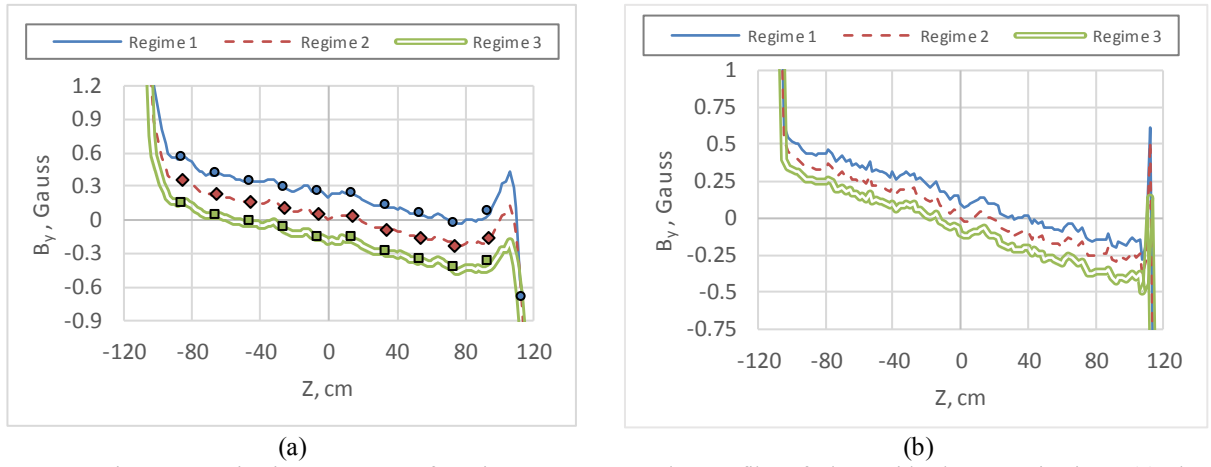 Regime 1 Regime 2 Regime 3
1.2
0.9
0.6
0.3
0
-0.3
-0.6
-0.9
By , Gauss
-120 -80 -40 0 40 80 120
Z, cm
(a)
Regime 1 Regime 2 Regime 3
1
0.75
0.5
0.25
0
-0.25
-0.5
-0.75
By , Gauss
-120 -80 -40 0 40 80 120
Z, cm
(b)